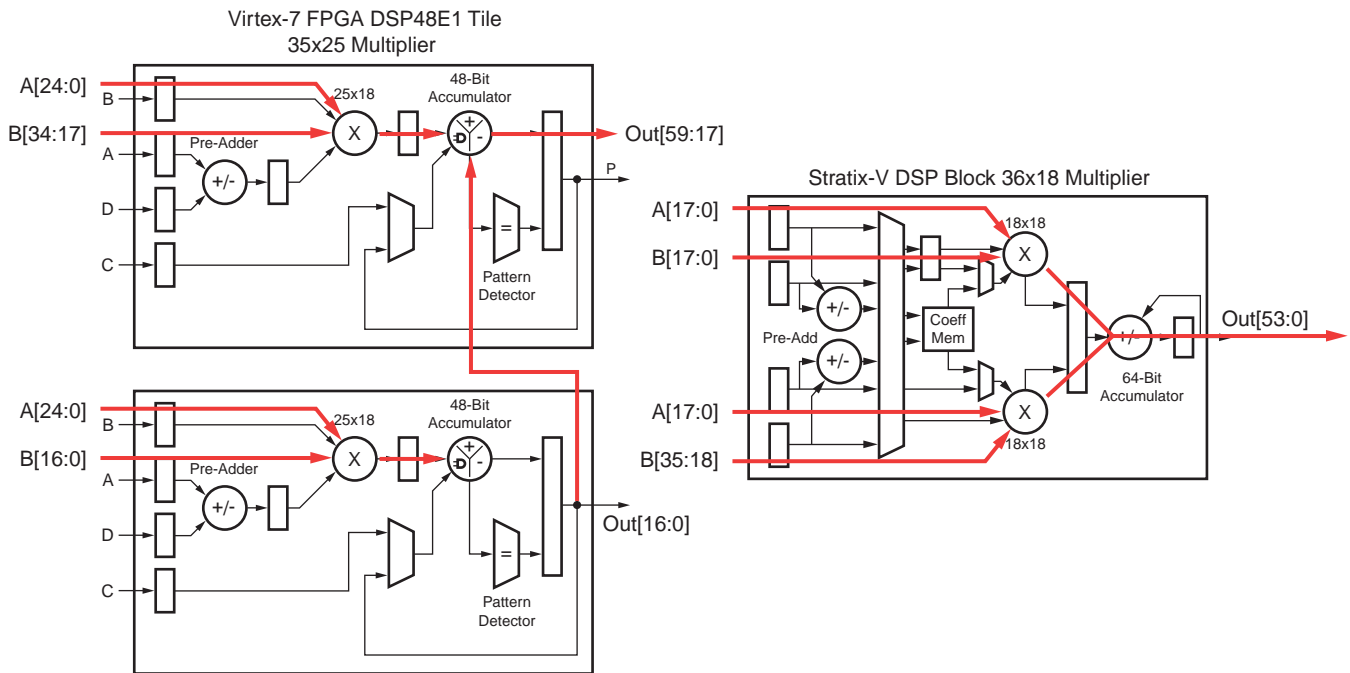 Virtex-7 FPGA DSP48E1 Tile
35x25 Multiplier
A[24:0]
B
B[34:17]
A
D
C
Pre-Adder
+/-
25x18
X
48-Bit
Accumulator
+
-
=
Pattern
Detector
Out[59:17]
P
A[24:0]
B
B[16:0]
A
D
C
Pre-Adder
+/-
25x18
X
48-Bit
Accumulator
+
-
=
Pattern
Detector
Out[16:0]
Stratix-V DSP Block 36x18 Multiplier
A[17:0]
B[17:0]
Pre-Add
+/-
+/-
A[17:0]
B[35:18]
Coeff
Mem
18x18
X
X
18x18
+/-
64-Bit
Accumulator
Out[53:0]